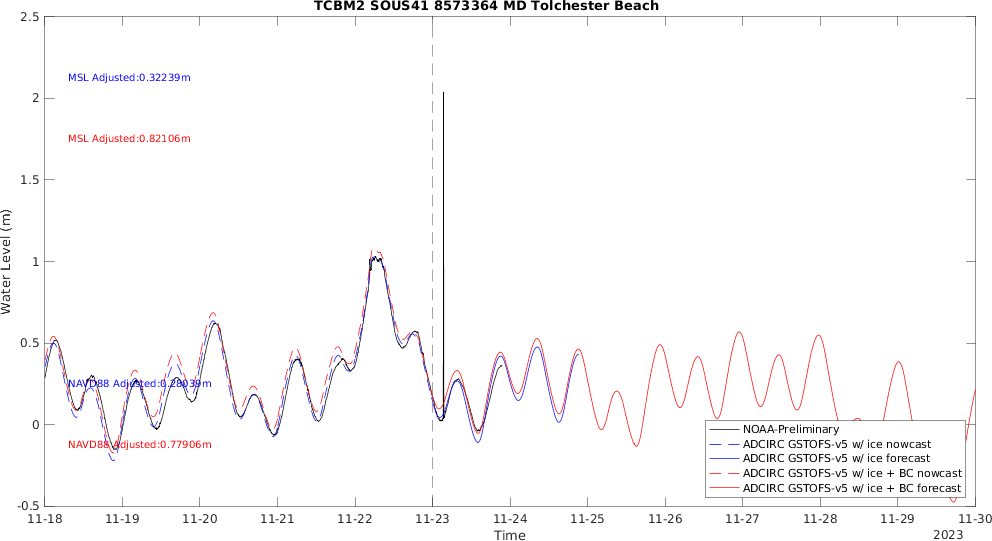 TCBM2 SOUS41 8573364 MD Tolchester Beach
2.5
2
1.5
1
0.5
0
-0.5
Water Level (m)
MSL Adjusted:0.32239m
MSL Adjusted:0.82106m
NAVD88 Adjusted:0.28039m
NAVD88 Adjusted:0.77906m
NOAA-Preliminary
ADCIRC GSTOFS-v5 w/ ice nowcast
ADCIRC GSTOFS-v5 w/ ice forecast
ADCIRC GSTOFS-v5 w/ ice + BC nowcast
ADCIRC GSTOFS-v5 w/ ice + BC forecast
11-18 11-19 11-20 11-21 11-22 11-23 11-24 11-25 11-26 11-27 11-28 11-29 11-30
Time
2023